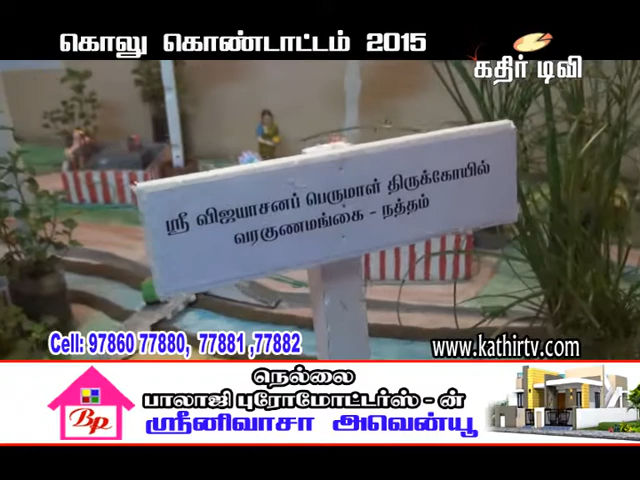 கொலு கொண்டாட்டம் 2015
கதிர் டிவி
ஸ்ரீ விஜயாசனப் பெருமாள் திருக்கோயில்
வரகுணமங்கை - நத்தம்
Cell: 97860 77880, 77881 ,77882
www.kathirtv.com
நெல்லை
பாலாஜி புரோமோட்டர்ஸ் - ன்
ஸ்ரீனிவாசா அவென்யூ
Bp